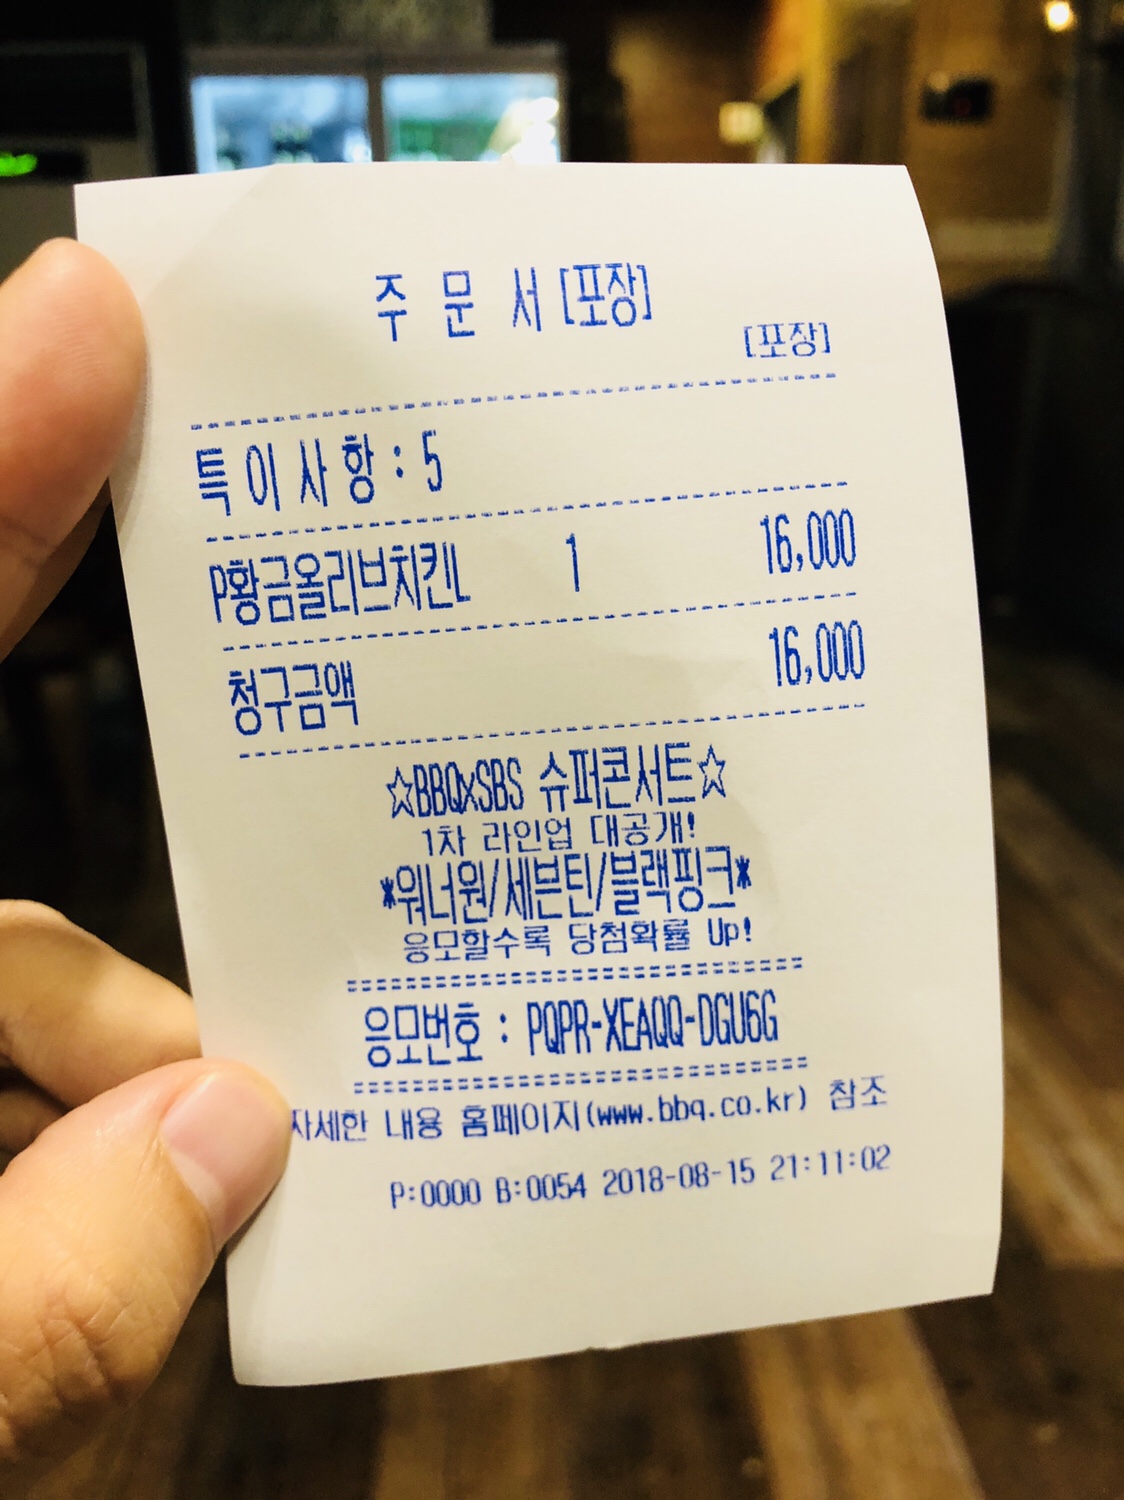 주 문 서 [포장]
[포장]
특 이 사 항 : 5
P황금올리브치킨L 1 16,000
청구금액 16,000
☆BBQxSBS 슈퍼콘서트☆
1차 라인업 대공개!
*워너원/세븐틴/블랙핑크*
응모할수록 당첨확률 Up!
응모번호 : PQPR-XEAQQ-DGU6G
자세한 내용 홈페이지(www.bbq.co.kr) 참조
P:0000 B:0054 2018-08-15 21:11:02